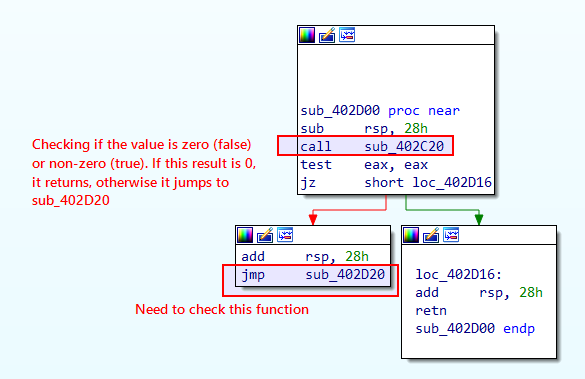 sub_402D00 proc near
sub rsp, 28h
call sub_402C20
test eax, eax
jz short loc_402D16
Checking if the value is zero (false)
or non-zero (true). If this result is 0,
it returns, otherwise it jumps to
sub_402D20
add rsp, 28h
jmp sub_402D20
Need to check this function
loc_402D16:
add rsp, 28h
retn
sub_402D00 endp